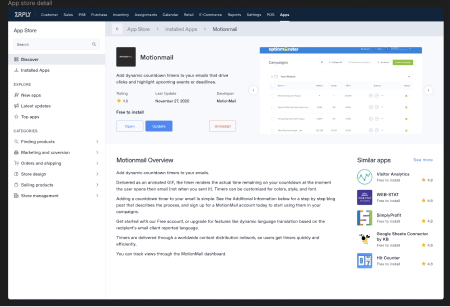 App store detail
ERPLY Customer Sales POS Purchase Inventory Assignments Calendar Retail E-Commerce Reports Settings POS Apps
App Store
App Store > Installed Apps > Motionmail
Search
Discover
Installed Apps
EXPLORE
New apps
Latest updates
Top apps
CATEGORIES
Finding products
Marketing and coversion
Orders and shipping
Store design
Selling products
Store management
Motionmail
Add dynamic countdown timers to your emails that drive
clicks and highlight upcoming events or deadlines.
Rating Last Update Developer
4.8 November 27, 2020 MotionMail
Free to install
Open Update Uninstall
optinmonster
Campaigns
Motionmail Overview
Add dynamic countdown timers to your emails.
Delivered as an animated GIF, the timer renders the actual time remaining on your countdown at the moment
the user opens their email (not when you sent it). Timers can be customized for colors, style, and font.
Adding a countdown timer to your email is simple. See the Additional Information below for a step by step blog
post that describes the process, and sign up for a MotionMail account today to start using them in your
campaigns.
Get started with our Free account, or upgrade for features like dynamic language translation based on the
recipient's email client reported language.
Timers are delivered through a worldwide content distribution network, so users get timers quickly and
efficiently.
You can track views through the MotionMail dashboard.
Similar apps See more
Visitor Analytics
Free to install 4.8
WEB-STAT
Free to install 4.8
SimplyProfit
Free to install 4.8
Google Sheets Connector
by KB
Free to install 4.8
Hit Counter
Free to install 4.8